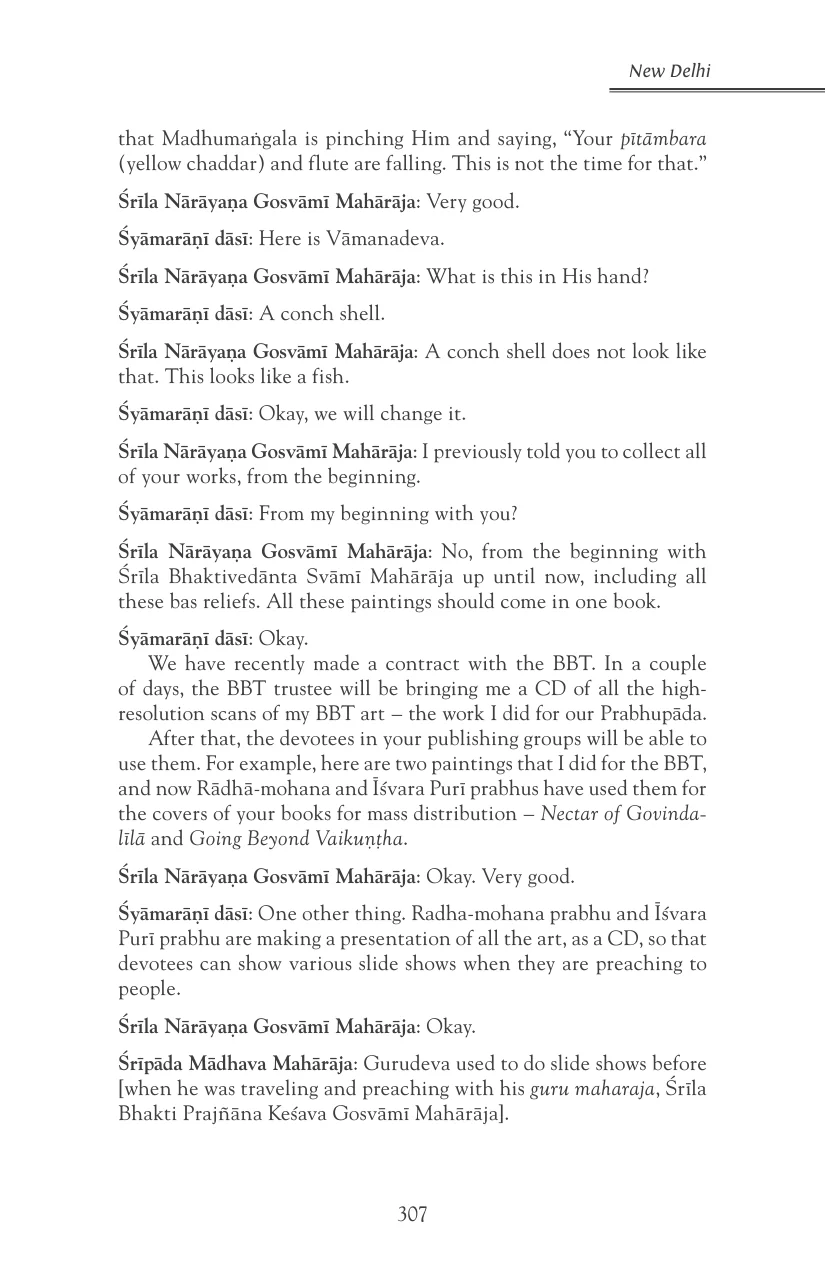 New Delhi
that Madhumaṅgala is pinching Him and saying, “Your pītāmbara
(yellow chaddar) and flute are falling. This is not the time for that.”
Śrīla Nārāyaṇa Gosvāmī Mahārāja: Very good.
Śyāmarāṇī dāsī: Here is Vāmanadeva.
Śrīla Nārāyaṇa Gosvāmī Mahārāja: What is this in His hand?
Śyāmarāṇī dāsī: A conch shell.
Śrīla Nārāyaṇa Gosvāmī Mahārāja: A conch shell does not look like
that. This looks like a fish.
Śyāmarāṇī dāsī: Okay, we will change it.
Śrīla Nārāyaṇa Gosvāmī Mahārāja: I previously told you to collect all
of your works, from the beginning.
Śyāmarāṇī dāsī: From my beginning with you?
Śrīla Nārāyaṇa Gosvāmī Mahārāja: No, from the beginning with
Śrīla Bhaktivedānta Svāmī Mahārāja up until now, including all
these bas reliefs. All these paintings should come in one book.
Śyāmarāṇī dāsī: Okay.
We have recently made a contract with the BBT. In a couple
of days, the BBT trustee will be bringing me a CD of all the high-
resolution scans of my BBT art – the work I did for our Prabhupāda.
After that, the devotees in your publishing groups will be able to
use them. For example, here are two paintings that I did for the BBT,
and now Rādhā-mohana and Īśvara Purī prabhus have used them for
the covers of your books for mass distribution – Nectar of Govinda-
līlā and Going Beyond Vaikuṇṭha.
Śrīla Nārāyaṇa Gosvāmī Mahārāja: Okay. Very good.
Śyāmarāṇī dāsī: One other thing. Radha-mohana prabhu and Īśvara
Purī prabhu are making a presentation of all the art, as a CD, so that
devotees can show various slide shows when they are preaching to
people.
Śrīla Nārāyaṇa Gosvāmī Mahārāja: Okay.
Śrīpāda Mādhava Mahārāja: Gurudeva used to do slide shows before
[when he was traveling and preaching with his guru maharaja, Śrīla
Bhakti Prajñāna Keśava Gosvāmī Mahārāja].
307